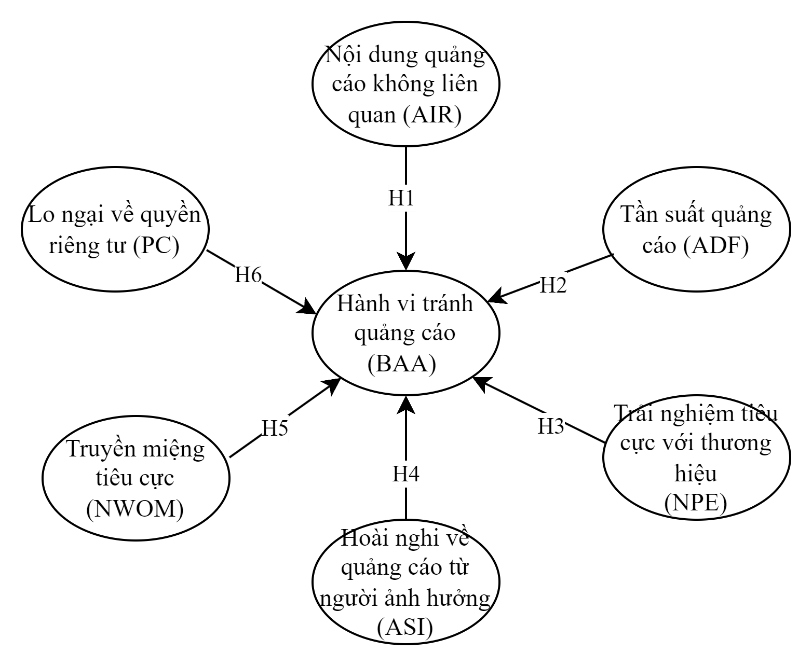 Nội dung quảng
cáo không liên
quan (AIR)
H1
Lo ngại về quyền
riêng tư (PC)
H6
Tần suất quảng
cáo (ADF)
H2
Hành vi tránh
quảng cáo
(BAA)
Truyền miệng
tiêu cực
(NWOM)
H5
Trải nghiệm tiêu
cực với thương
hiệu
(NPE)
H3
H4
Hoài nghi về
quảng cáo từ
người ảnh hưởng
(ASI)